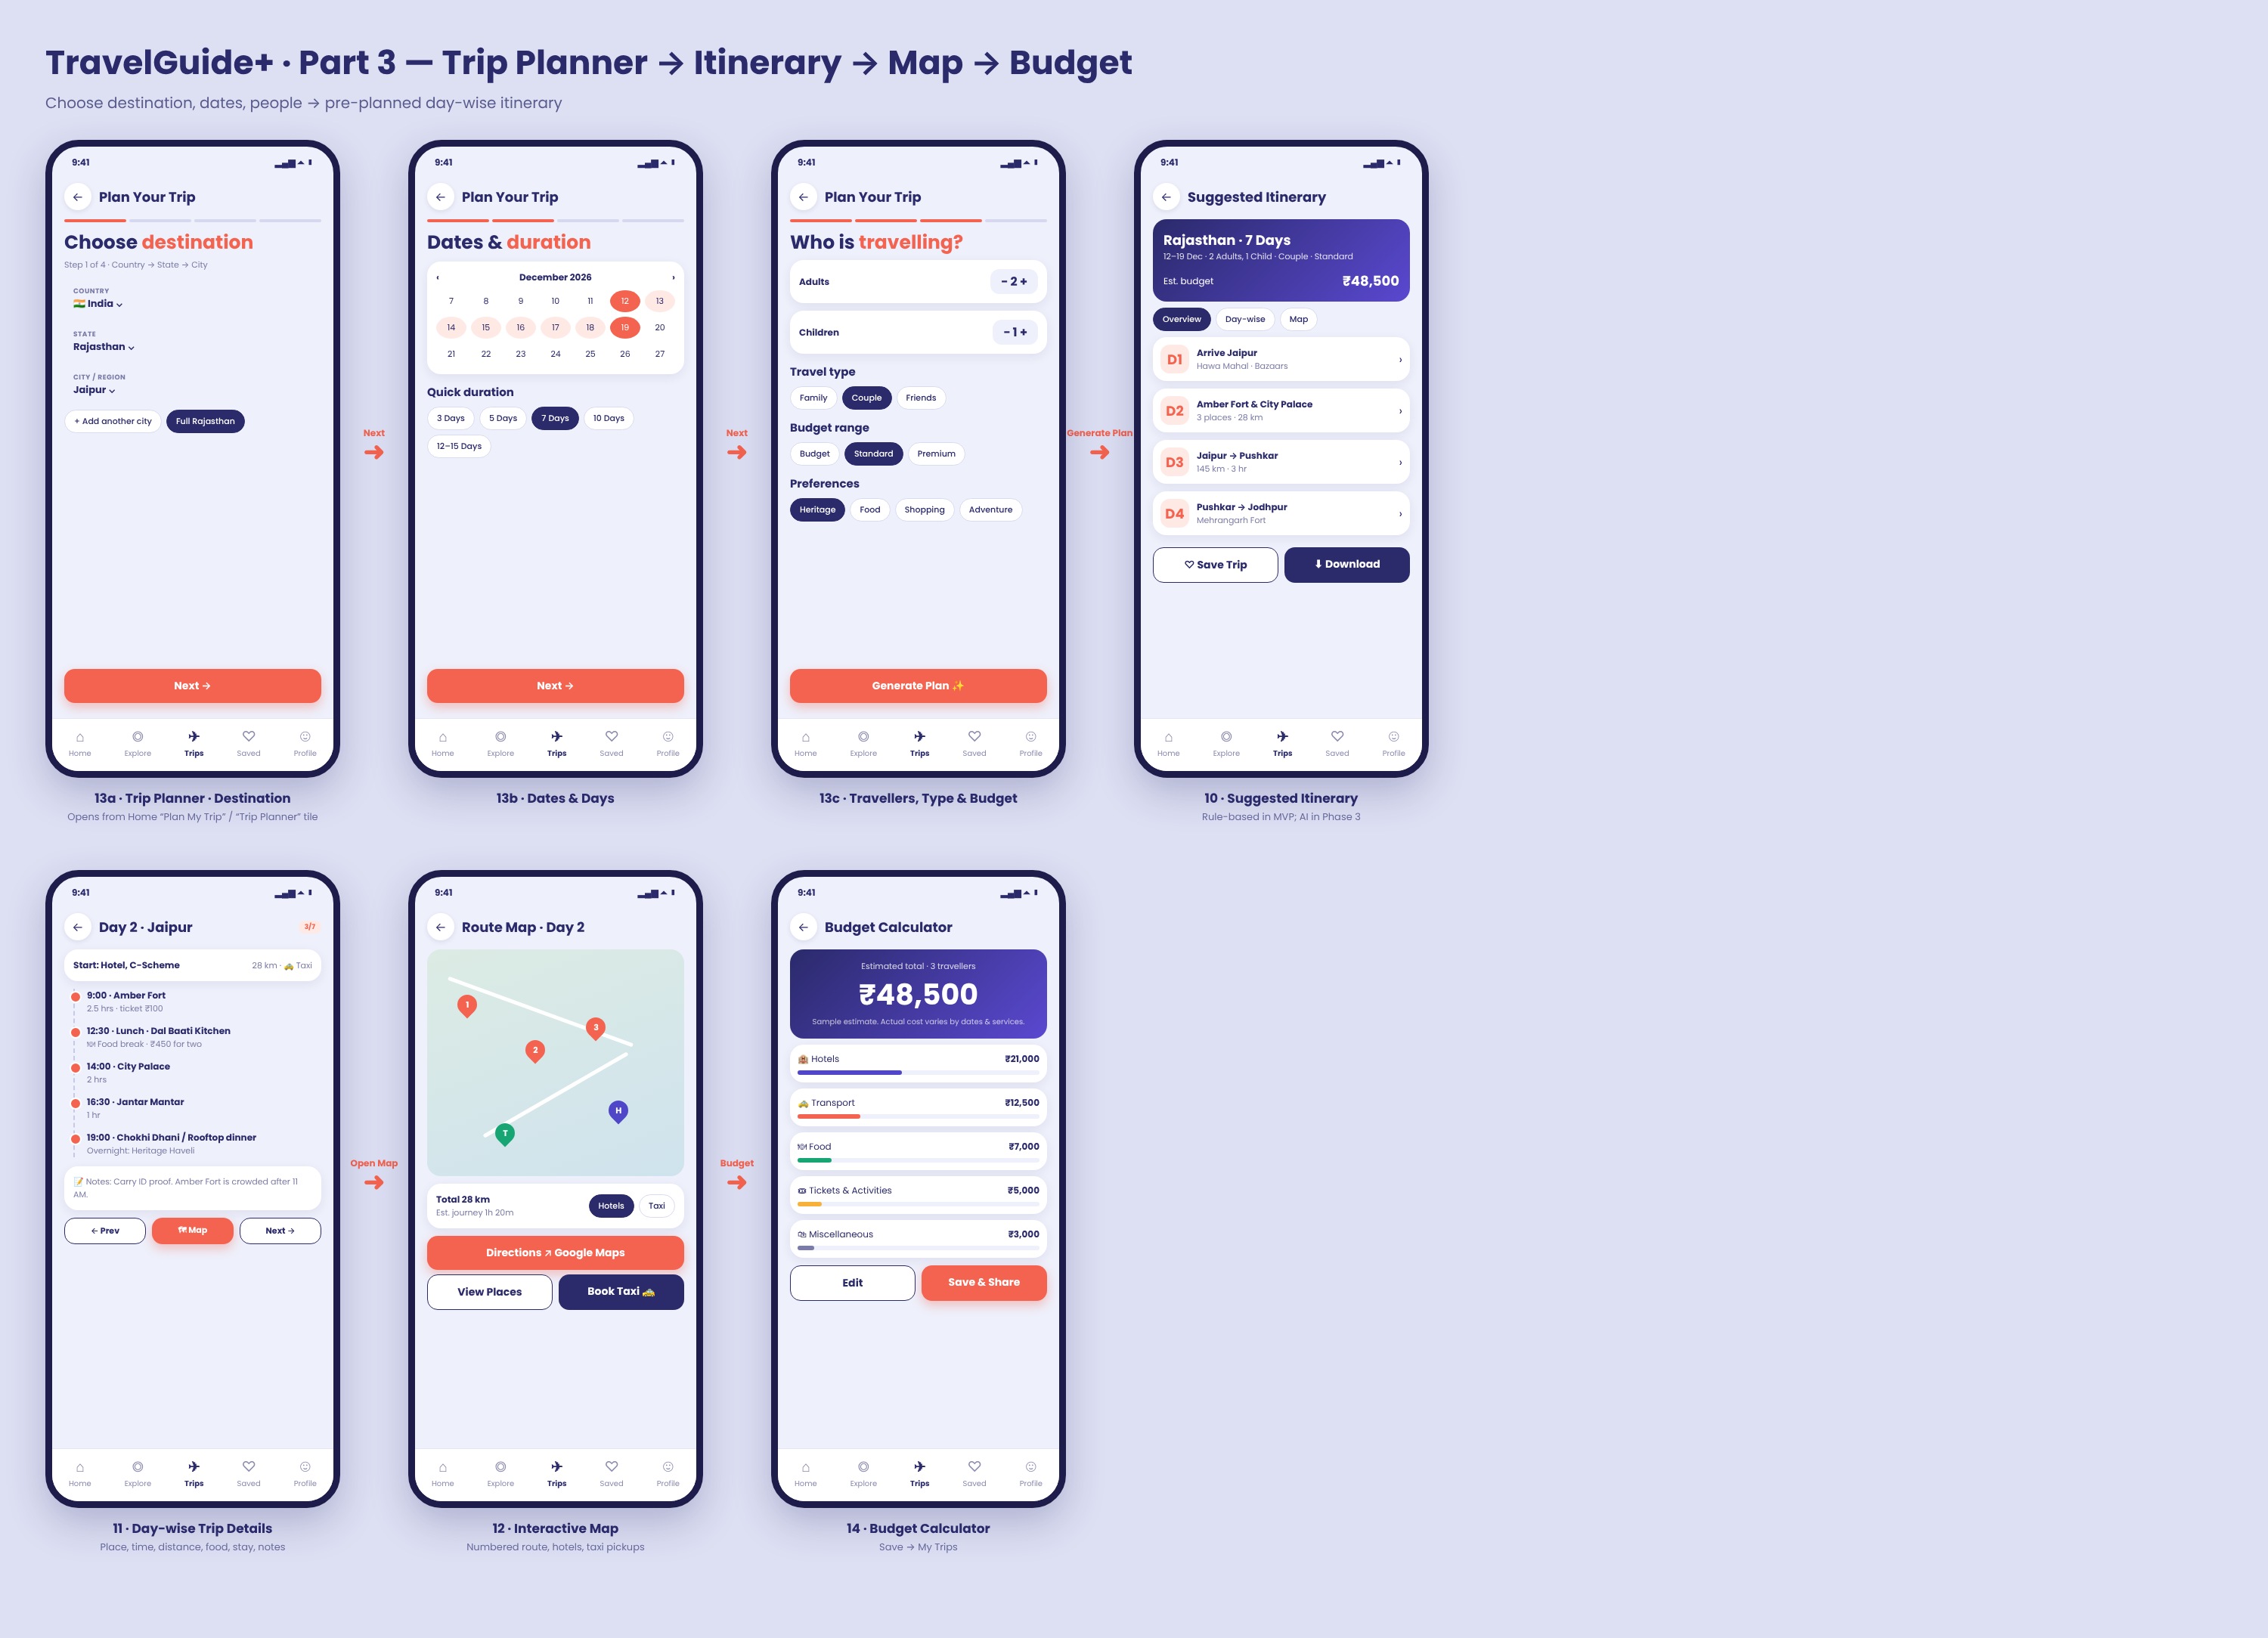 TravelGuide+ · Part 3 — Trip Planner → Itinerary → Map → Budget
Choose destination, dates, people → pre-planned day-wise itinerary
9:41
← Plan Your Trip
Choose destination
Step 1 of 4 · Country → State → City
COUNTRY
🇮🇳 India ⌄
STATE
Rajasthan ⌄
CITY / REGION
Jaipur ⌄
+ Add another city
Full Rajasthan
Next →
Home Explore Trips Saved Profile
13a · Trip Planner · Destination
Opens from Home “Plan My Trip” / “Trip Planner” tile
Next
➜
9:41
← Plan Your Trip
Dates & duration
‹ December 2026 ›
7 8 9 10 11 12 13
14 15 16 17 18 19 20
21 22 23 24 25 26 27
Quick duration
3 Days 5 Days 7 Days 10 Days
12–15 Days
Next →
Home Explore Trips Saved Profile
13b · Dates & Days
Next
➜
9:41
← Plan Your Trip
Who is travelling?
Adults − 2 +
Children − 1 +
Travel type
Family Couple Friends
Budget range
Budget Standard Premium
Preferences
Heritage Food Shopping Adventure
Generate Plan ✨
Home Explore Trips Saved Profile
13c · Travellers, Type & Budget
Generate Plan
➜
9:41
← Suggested Itinerary
Rajasthan · 7 Days
12–19 Dec · 2 Adults, 1 Child · Couple · Standard
Est. budget ₹48,500
Overview Day-wise Map
D1 Arrive Jaipur ›
Hawa Mahal · Bazaars
D2 Amber Fort & City Palace ›
3 places · 28 km
D3 Jaipur → Pushkar ›
145 km · 3 hr
D4 Pushkar → Jodhpur ›
Mehrangarh Fort
♡ Save Trip ⬇ Download
Home Explore Trips Saved Profile
10 · Suggested Itinerary
Rule-based in MVP; AI in Phase 3
9:41
← Day 2 · Jaipur 3/7
Start: Hotel, C-Scheme 28 km · 🚕 Taxi
9:00 · Amber Fort
2.5 hrs · ticket ₹100
12:30 · Lunch · Dal Baati Kitchen
🍽 Food break · ₹450 for two
14:00 · City Palace
2 hrs
16:30 · Jantar Mantar
1 hr
19:00 · Chokhi Dhani / Rooftop dinner
Overnight: Heritage Haveli
📝 Notes: Carry ID proof. Amber Fort is crowded after 11
AM.
← Prev 🗺 Map Next →
Home Explore Trips Saved Profile
11 · Day-wise Trip Details
Place, time, distance, food, stay, notes
Open Map
➜
9:41
← Route Map · Day 2
1
3
2
H
T
Total 28 km
Est. journey 1h 20m
Hotels Taxi
Directions ↗ Google Maps
View Places Book Taxi 🚕
Home Explore Trips Saved Profile
12 · Interactive Map
Numbered route, hotels, taxi pickups
Budget
➜
9:41
← Budget Calculator
Estimated total · 3 travellers
₹48,500
Sample estimate. Actual cost varies by dates & services.
🏨 Hotels ₹21,000
🚕 Transport ₹12,500
🍽 Food ₹7,000
🎟 Tickets & Activities ₹5,000
🛍 Miscellaneous ₹3,000
Edit Save & Share
Home Explore Trips Saved Profile
14 · Budget Calculator
Save → My Trips